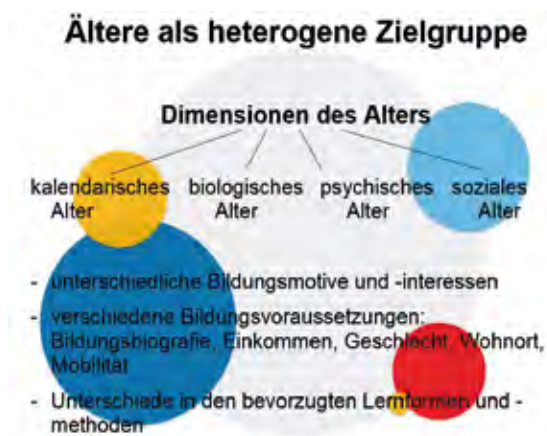 Ältere als heterogene Zielgruppe
Dimensionen des Alters
kalendarisches Alter
biologisches Alter
psychisches Alter
soziales Alter
- unterschiedliche Bildungsmotive und -interessen
- verschiedene Bildungsvoraussetzungen:
Bildungsbiografie, Einkommen, Geschlecht, Wohnort,
Mobilität
- Unterschiede in den bevorzugten Lernformen und -
methoden